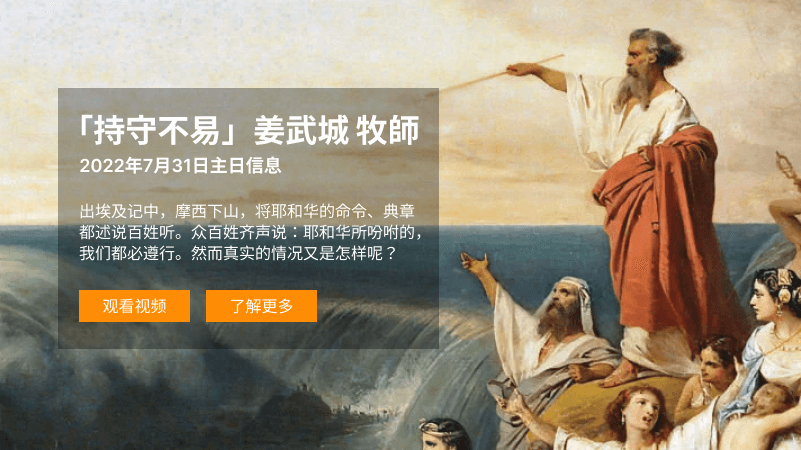 「持守不易」姜武城 牧師
2022年7月31日主日信息
出埃及记中，摩西下山，将耶和华的命令、典章
都述说百姓听。众百姓齐声说：耶和华所吩咐的，
我们都必遵行。然而真实的情况又是怎样呢？
观看视频
了解更多